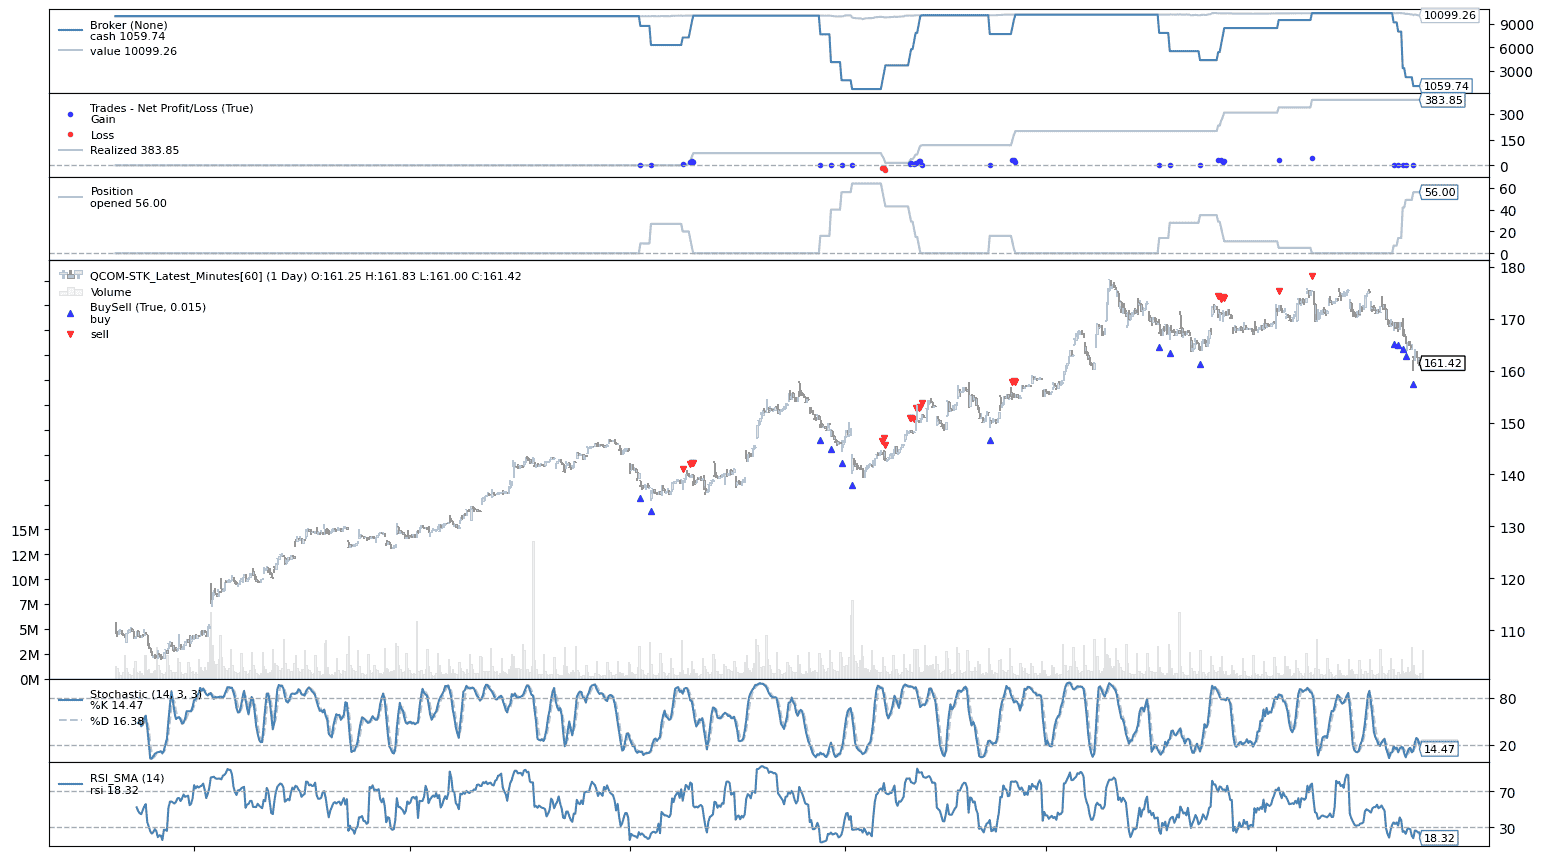 Broker (None)
cash 1059.74
value 10099.26
10099.26
9000
6000
3000
1059.74
Trades - Net Profit/Loss (True)
Gain
Loss
Realized 383.85
383.85
300
150
0
Position
opened 56.00
60
56.00
40
20
0
QCOM-STK_Latest_Minutes[60] (1 Day) O:161.25 H:161.83 L:161.00 C:161.42
Volume
BuySell (True, 0.015)
buy
sell
180
170
161.42
160
150
140
130
120
110
15M
12M
10M
7M
5M
2M
0M
Stochastic (14, 3, 3)
%K 14.47
%D 16.38
80
20
14.47
RSI_SMA (14)
rsi 18.32
70
30
18.32